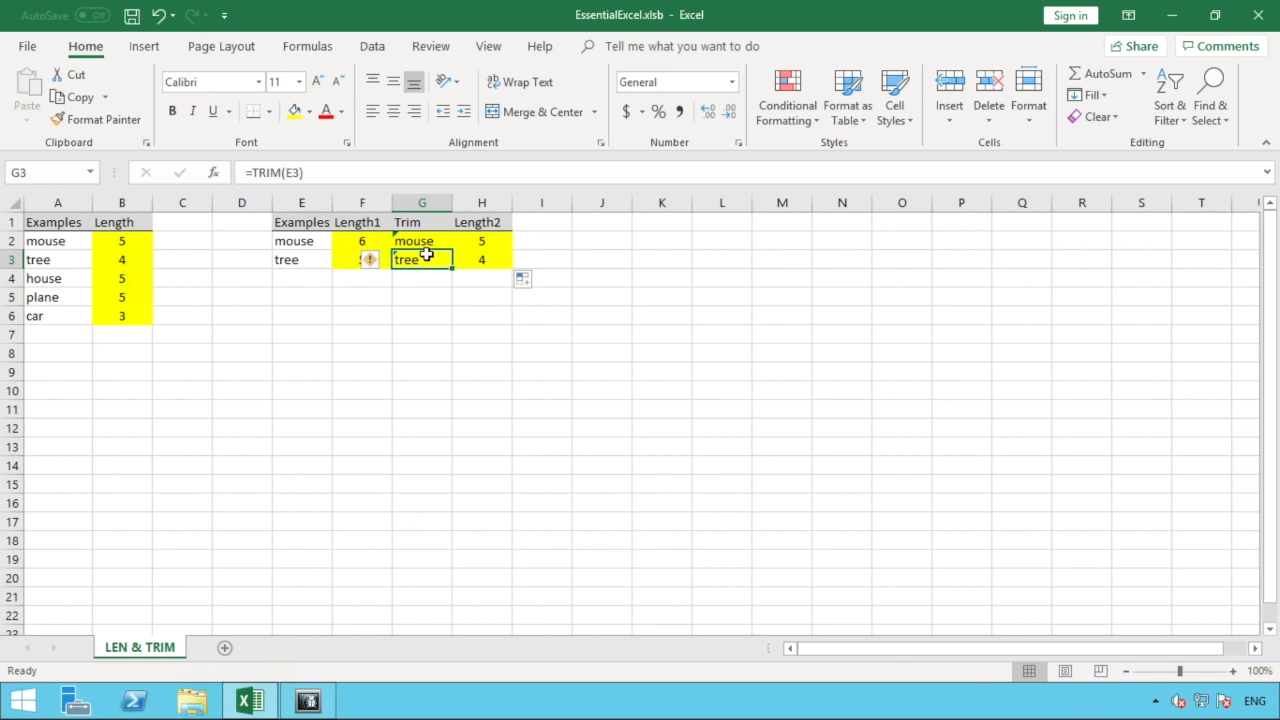 AutoSave Off EssentialExcel.xlsb - Excel Sign in
File Home Insert Page Layout Formulas Data Review View Help Tell me what you want to do Share Comments
Paste Cut Copy Format Painter
Calibri 11 B I U
Wrap Text Merge & Center
General $ % ,
Conditional Formatting Format as Table Cell Styles
Insert Delete Format
AutoSum Fill Clear Sort & Filter Find & Select
Clipboard Font Alignment Number Styles Cells Editing
G3 fx =TRIM(E3)
A B C D E F G H I J K L M N O P Q R S T
1 Examples Length Examples Length1 Trim Length2
2 mouse 5 mouse 6 mouse 5
3 tree 4 tree tree 4
4 house 5
5 plane 5
6 car 3
7
8
9
10
11
12
13
14
15
16
17
18
19
20
21
22
23
LEN & TRIM
Ready 100%
ENG